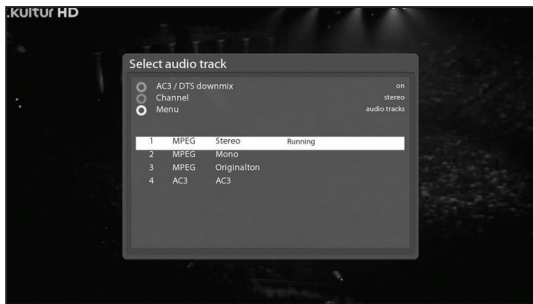 .kultur HD
Select audio track
AC3 / DTS downmix on
Channel stereo
Menu audio tracks
1 MPEG Stereo Running
2 MPEG Mono
3 MPEG Originalton
4 AC3 AC3